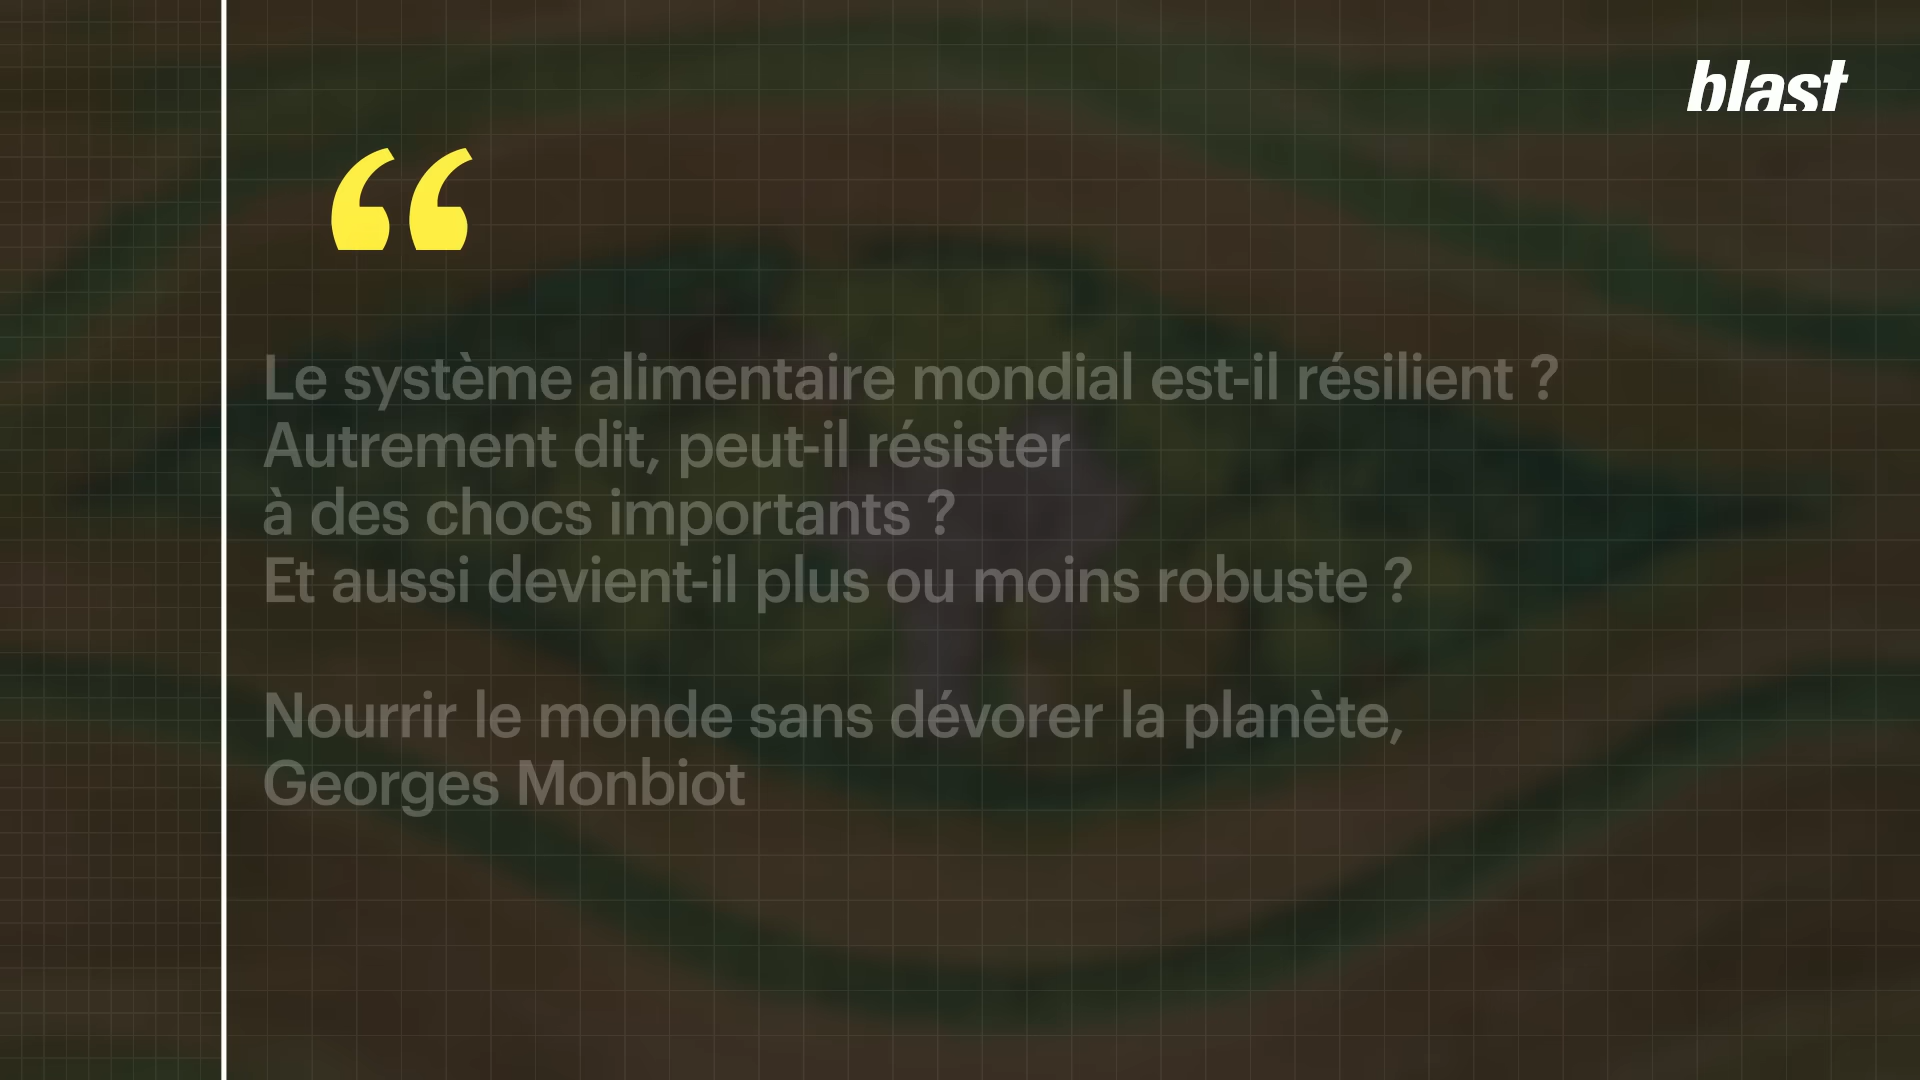 blast
“
Le système alimentaire mondial est-il résilient ?
Autrement dit, peut-il résister
à des chocs importants ?
Et aussi devient-il plus ou moins robuste ?
Nourrir le monde sans dévorer la planète,
Georges Monbiot